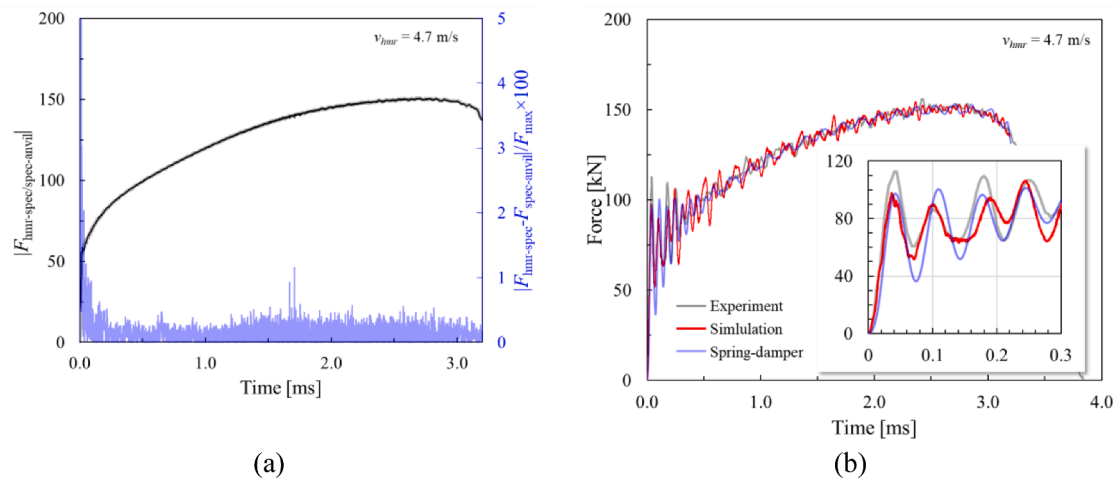 200
150
100
50
0
|F_hmr-spec/spec-anvil|
v_hmr = 4.7 m/s
5
4
3
2
1
0
|F_hmr-spec-F_spec-anvil|/F_max×100
0.0 1.0 2.0 3.0
Time [ms]
(a)
200
150
100
50
0
Force [kN]
v_hmr = 4.7 m/s
Experiment
Simlulation
Spring-damper
120
80
40
0
0 0.1 0.2 0.3
0.0 1.0 2.0 3.0 4.0
Time [ms]
(b)